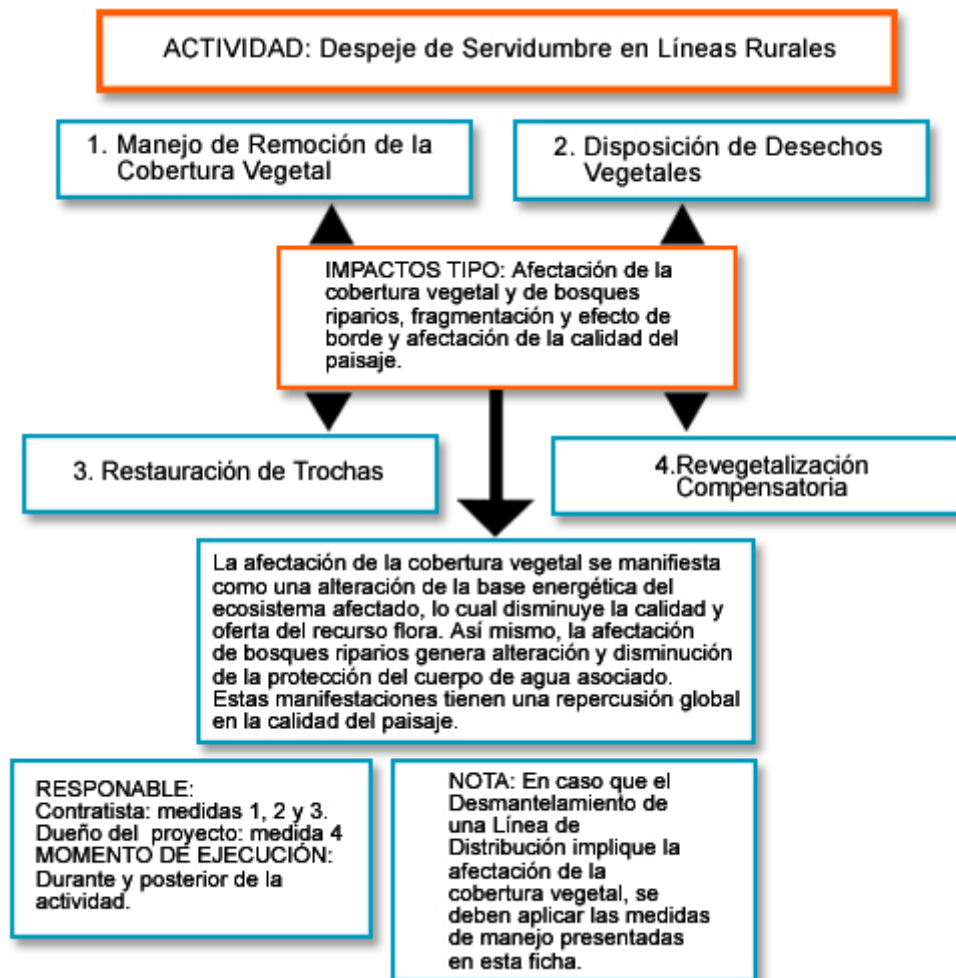 ACTIVIDAD: Despeje de Servidumbre en Líneas Rurales
1. Manejo de Remoción de la
Cobertura Vegetal
2. Disposición de Desechos
Vegetales
IMPACTOS TIPO: Afectación de la
cobertura vegetal y de bosques
riparios, fragmentación y efecto de
borde y afectación de la calidad del
paisaje.
3. Restauración de Trochas
4.Revegetalización
Compensatoria
La afectación de la cobertura vegetal se manifiesta
como una alteración de la base energética del
ecosistema afectado, lo cual disminuye la calidad y
oferta del recurso flora. Así mismo, la afectación
de bosques riparios genera alteración y disminución
de la protección del cuerpo de agua asociado.
Estas manifestaciones tienen una repercusión global
en la calidad del paisaje.
RESPONABLE:
Contratista: medidas 1, 2 y 3.
Dueño del proyecto: medida 4
MOMENTO DE EJECUCIÓN:
Durante y posterior de la
actividad.
NOTA: En caso que el
Desmantelamiento de
una Línea de
Distribución implique la
afectación de la
cobertura vegetal, se
deben aplicar las medidas
de manejo presentadas
en esta ficha.